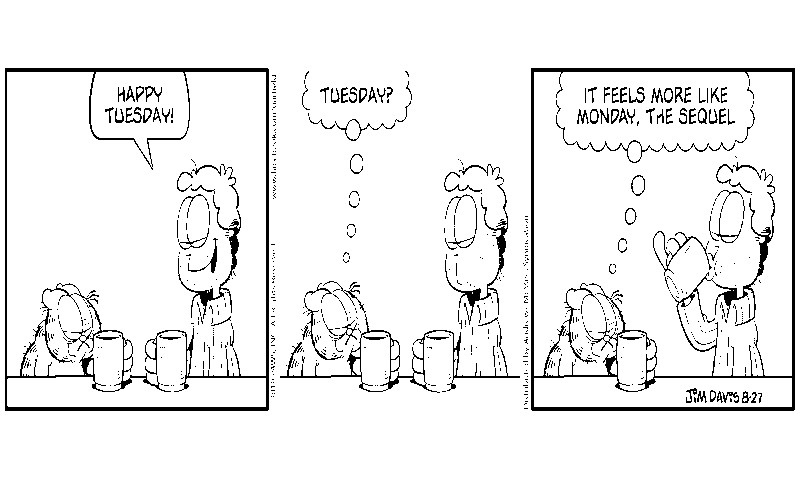 HAPPY
TUESDAY!
TUESDAY?
IT FEELS MORE LIKE
MONDAY, THE SEQUEL
JIM DAVIS 8-27